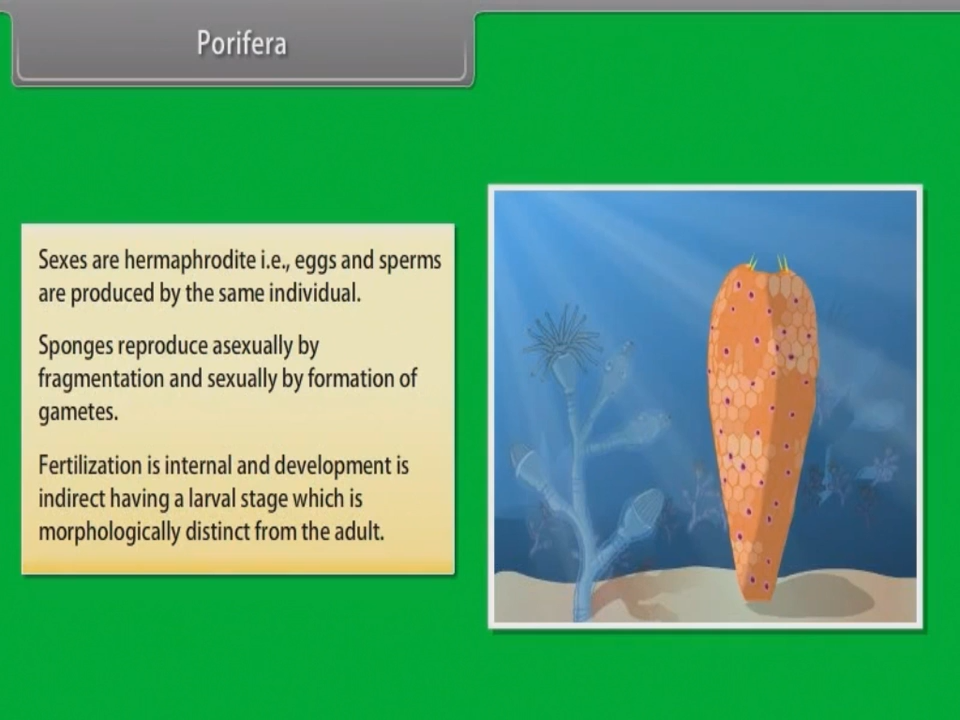 Porifera
Sexes are hermaphrodite i.e., eggs and sperms
are produced by the same individual.
Sponges reproduce asexually by
fragmentation and sexually by formation of
gametes.
Fertilization is internal and development is
indirect having a larval stage which is
morphologically distinct from the adult.